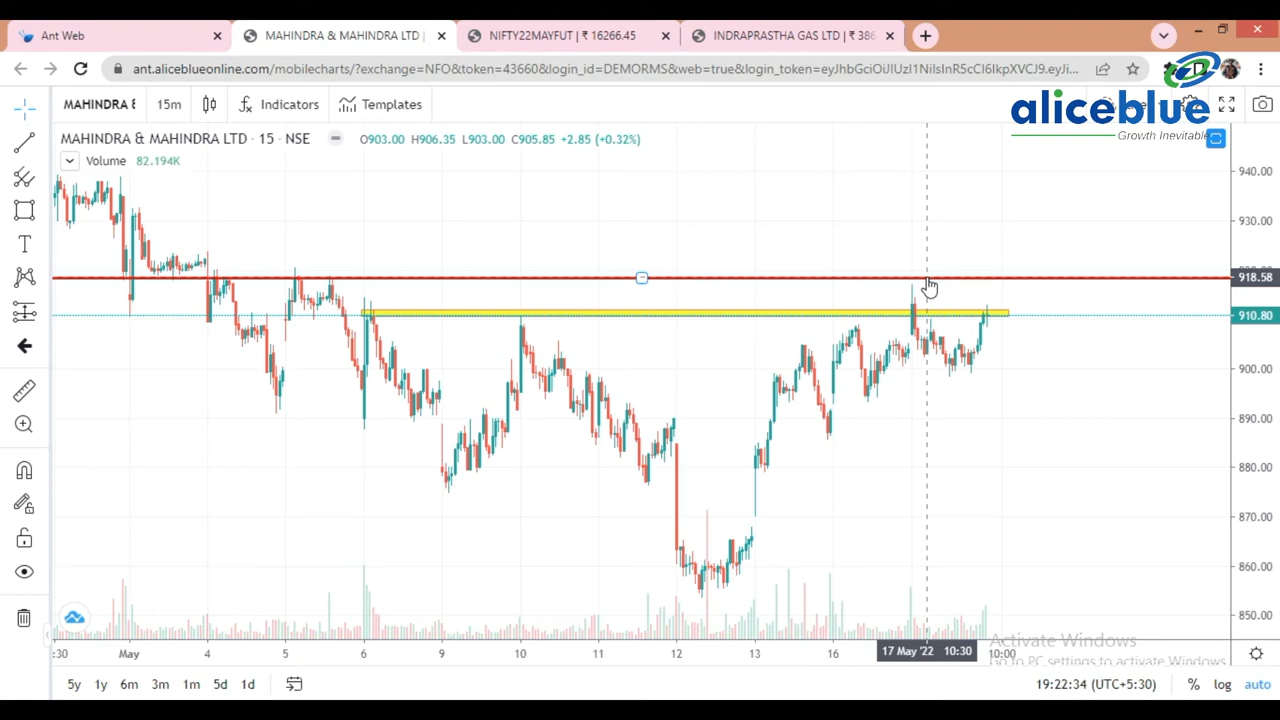 Ant Web
MAHINDRA & MAHINDRA LTD |
NIFTY22MAYFUT | ₹ 16266.45
INDRAPRASTHA GAS LTD | ₹ 386
ant.aliceblueonline.com/mobilecharts/?exchange=NFO&token=43660&login_id=DEMORMS&web=true&login_token=
aliceblue
Growth Inevitable
MAHINDRA &
15m
Indicators
Templates
MAHINDRA & MAHINDRA LTD · 15 · NSE
O903.00 H906.35 L903.00 C905.85 +2.85 (+0.32%)
Volume 82.194K
940.00
930.00
918.58
910.80
900.00
890.00
880.00
870.00
860.00
850.00
:30 May 4 5 6 9 10 11 12 13 16 17 May '22 10:30 10:00
Activate Windows
Go to PC settings to activate Windows.
5y 1y 6m 3m 1m 5d 1d
19:22:34 (UTC+5:30) % log auto